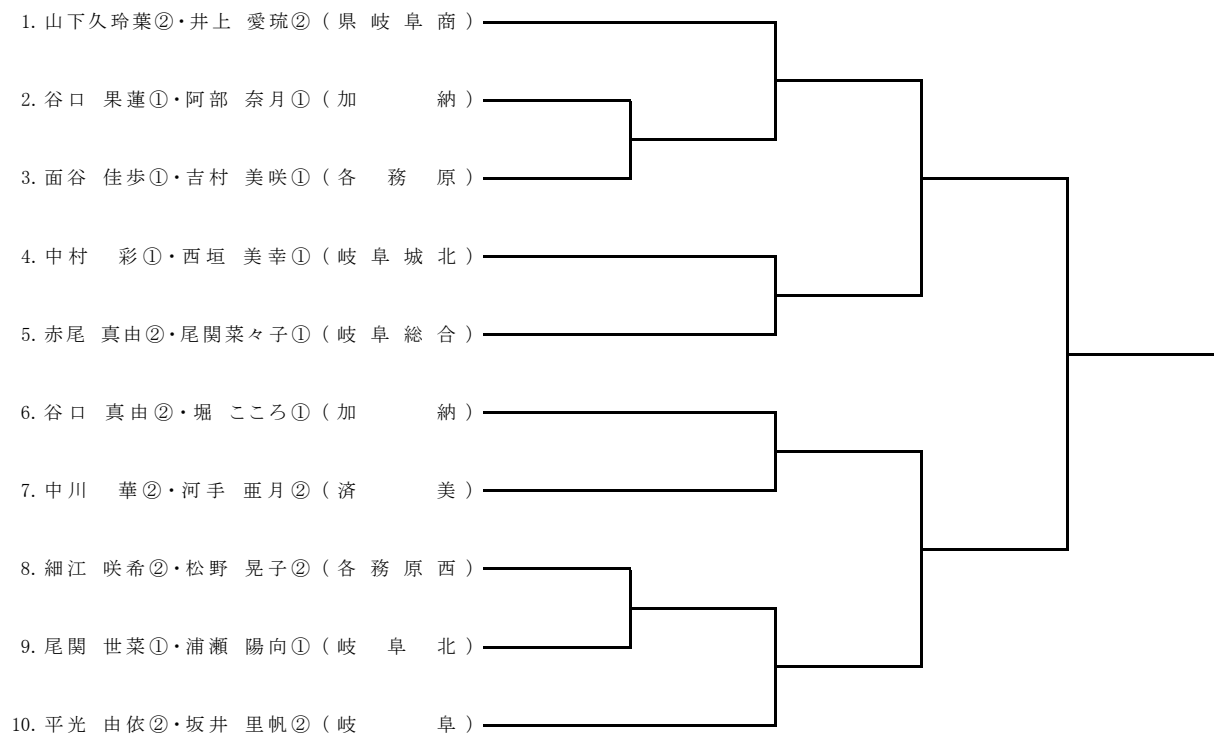 1. 山下久玲葉②・井上 愛琉②（県岐阜商）
2. 谷口 果蓮①・阿部 奈月①（加納）
3. 面谷 佳歩①・吉村 美咲①（各務原）
4. 中村 彩①・西垣 美幸①（岐阜城北）
5. 赤尾 真由②・尾関菜々子①（岐阜総合）
6. 谷口 真由②・堀 こころ①（加納）
7. 中川 華②・河手 亜月②（済美）
8. 細江 咲希②・松野 晃子②（各務原西）
9. 尾関 世菜①・浦瀬 陽向①（岐阜北）
10. 平光 由依②・坂井 里帆②（岐阜）